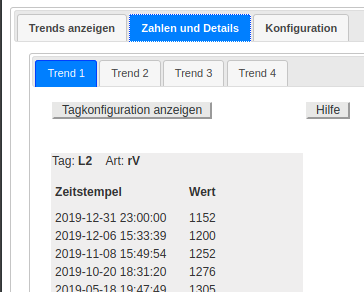 Trends anzeigen Zahlen und Details Konfiguration
Trend 1 Trend 2 Trend 3 Trend 4
Tagkonfiguration anzeigen Hilfe
Tag: L2 Art: rV
Zeitstempel Wert
2019-12-31 23:00:00 1152
2019-12-06 15:33:39 1200
2019-11-08 15:49:54 1252
2019-10-20 18:31:20 1276
2019-05-18 19:47:49 1305